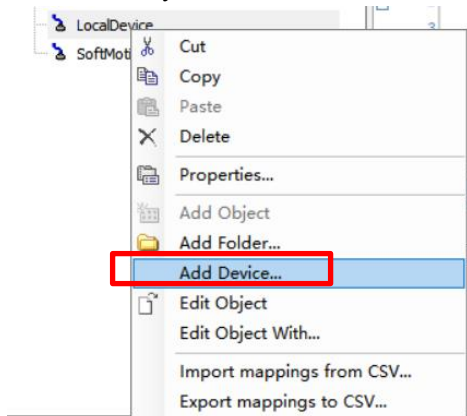 LocalDevice
3
SoftMoti
Cut
Copy
Paste
Delete
Properties...
Add Object
Add Folder...
Add Device...
Edit Object
Edit Object With...
Import mappings from CSV...
Export mappings to CSV...